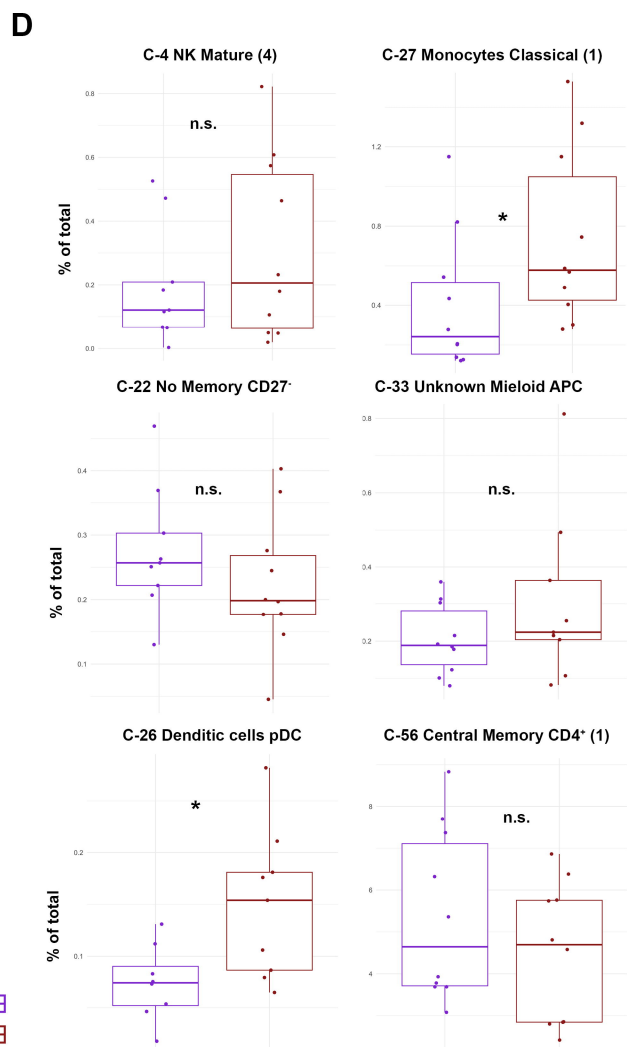 D
C-4 NK Mature (4)
C-27 Monocytes Classical (1)
% of total
0.8
0.6
0.4
0.2
0.0
n.s.
1.2
0.8
0.4
*
C-22 No Memory CD27-
C-33 Unknown Mieloid APC
% of total
0.4
0.3
0.2
0.1
n.s.
0.8
0.6
0.4
0.2
n.s.
C-26 Denditic cells pDC
C-56 Central Memory CD4+ (1)
% of total
0.2
0.1
*
8
6
4
n.s.